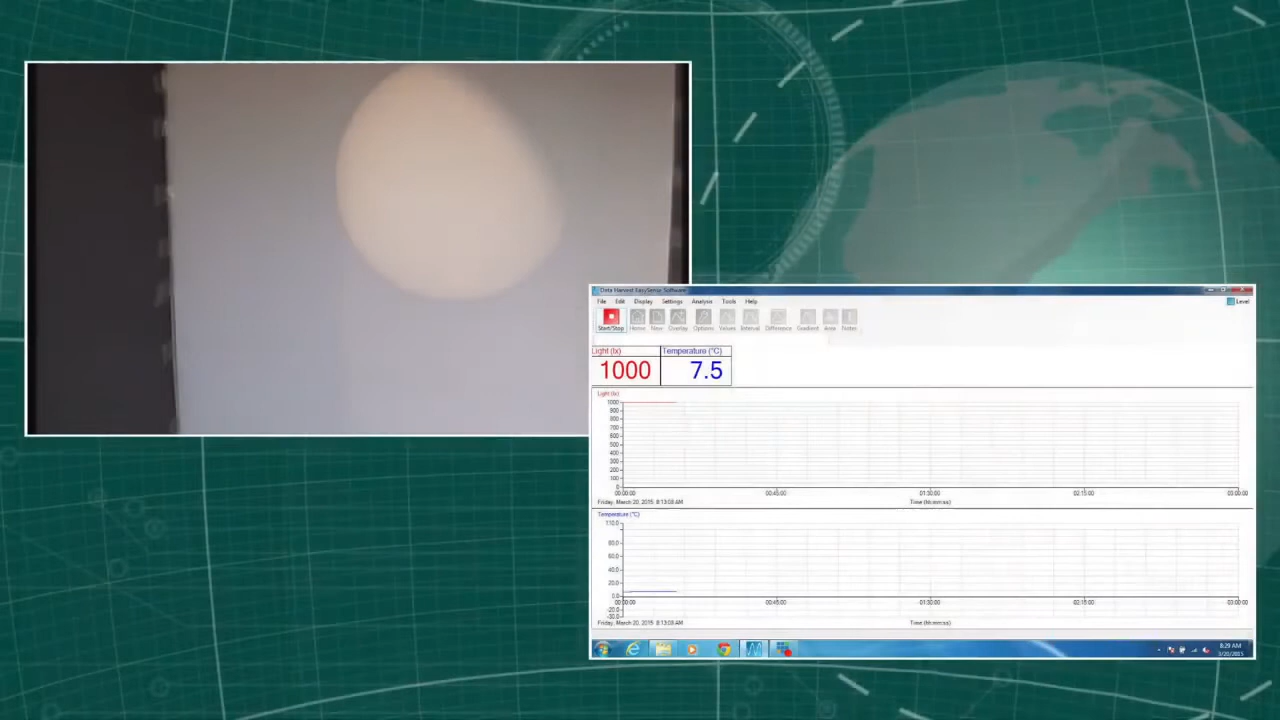 Data Harvest EasySense Software
File Edit Display Settings Analysis Tools Help
Level
Start/Stop Home New Overlay Options Values Interval Difference Gradient Area Notes
Light (lx) Temperature (°C)
1000 7.5
Light (lx)
1000
900
800
700
600
500
400
300
200
100
0
00:00:00 00:45:00 01:30:00 02:15:00 03:00:00
Friday, March 20, 2015 8:13:08 AM Time (hh:mm:ss)
Temperature (°C)
110.0
80.0
60.0
40.0
20.0
0.0
00:00:00 00:45:00 01:30:00 02:15:00 03:00:00
-20.0
-30.0
Friday, March 20, 2015 8:13:08 AM Time (hh:mm:ss)
8:29 AM
3/20/2015